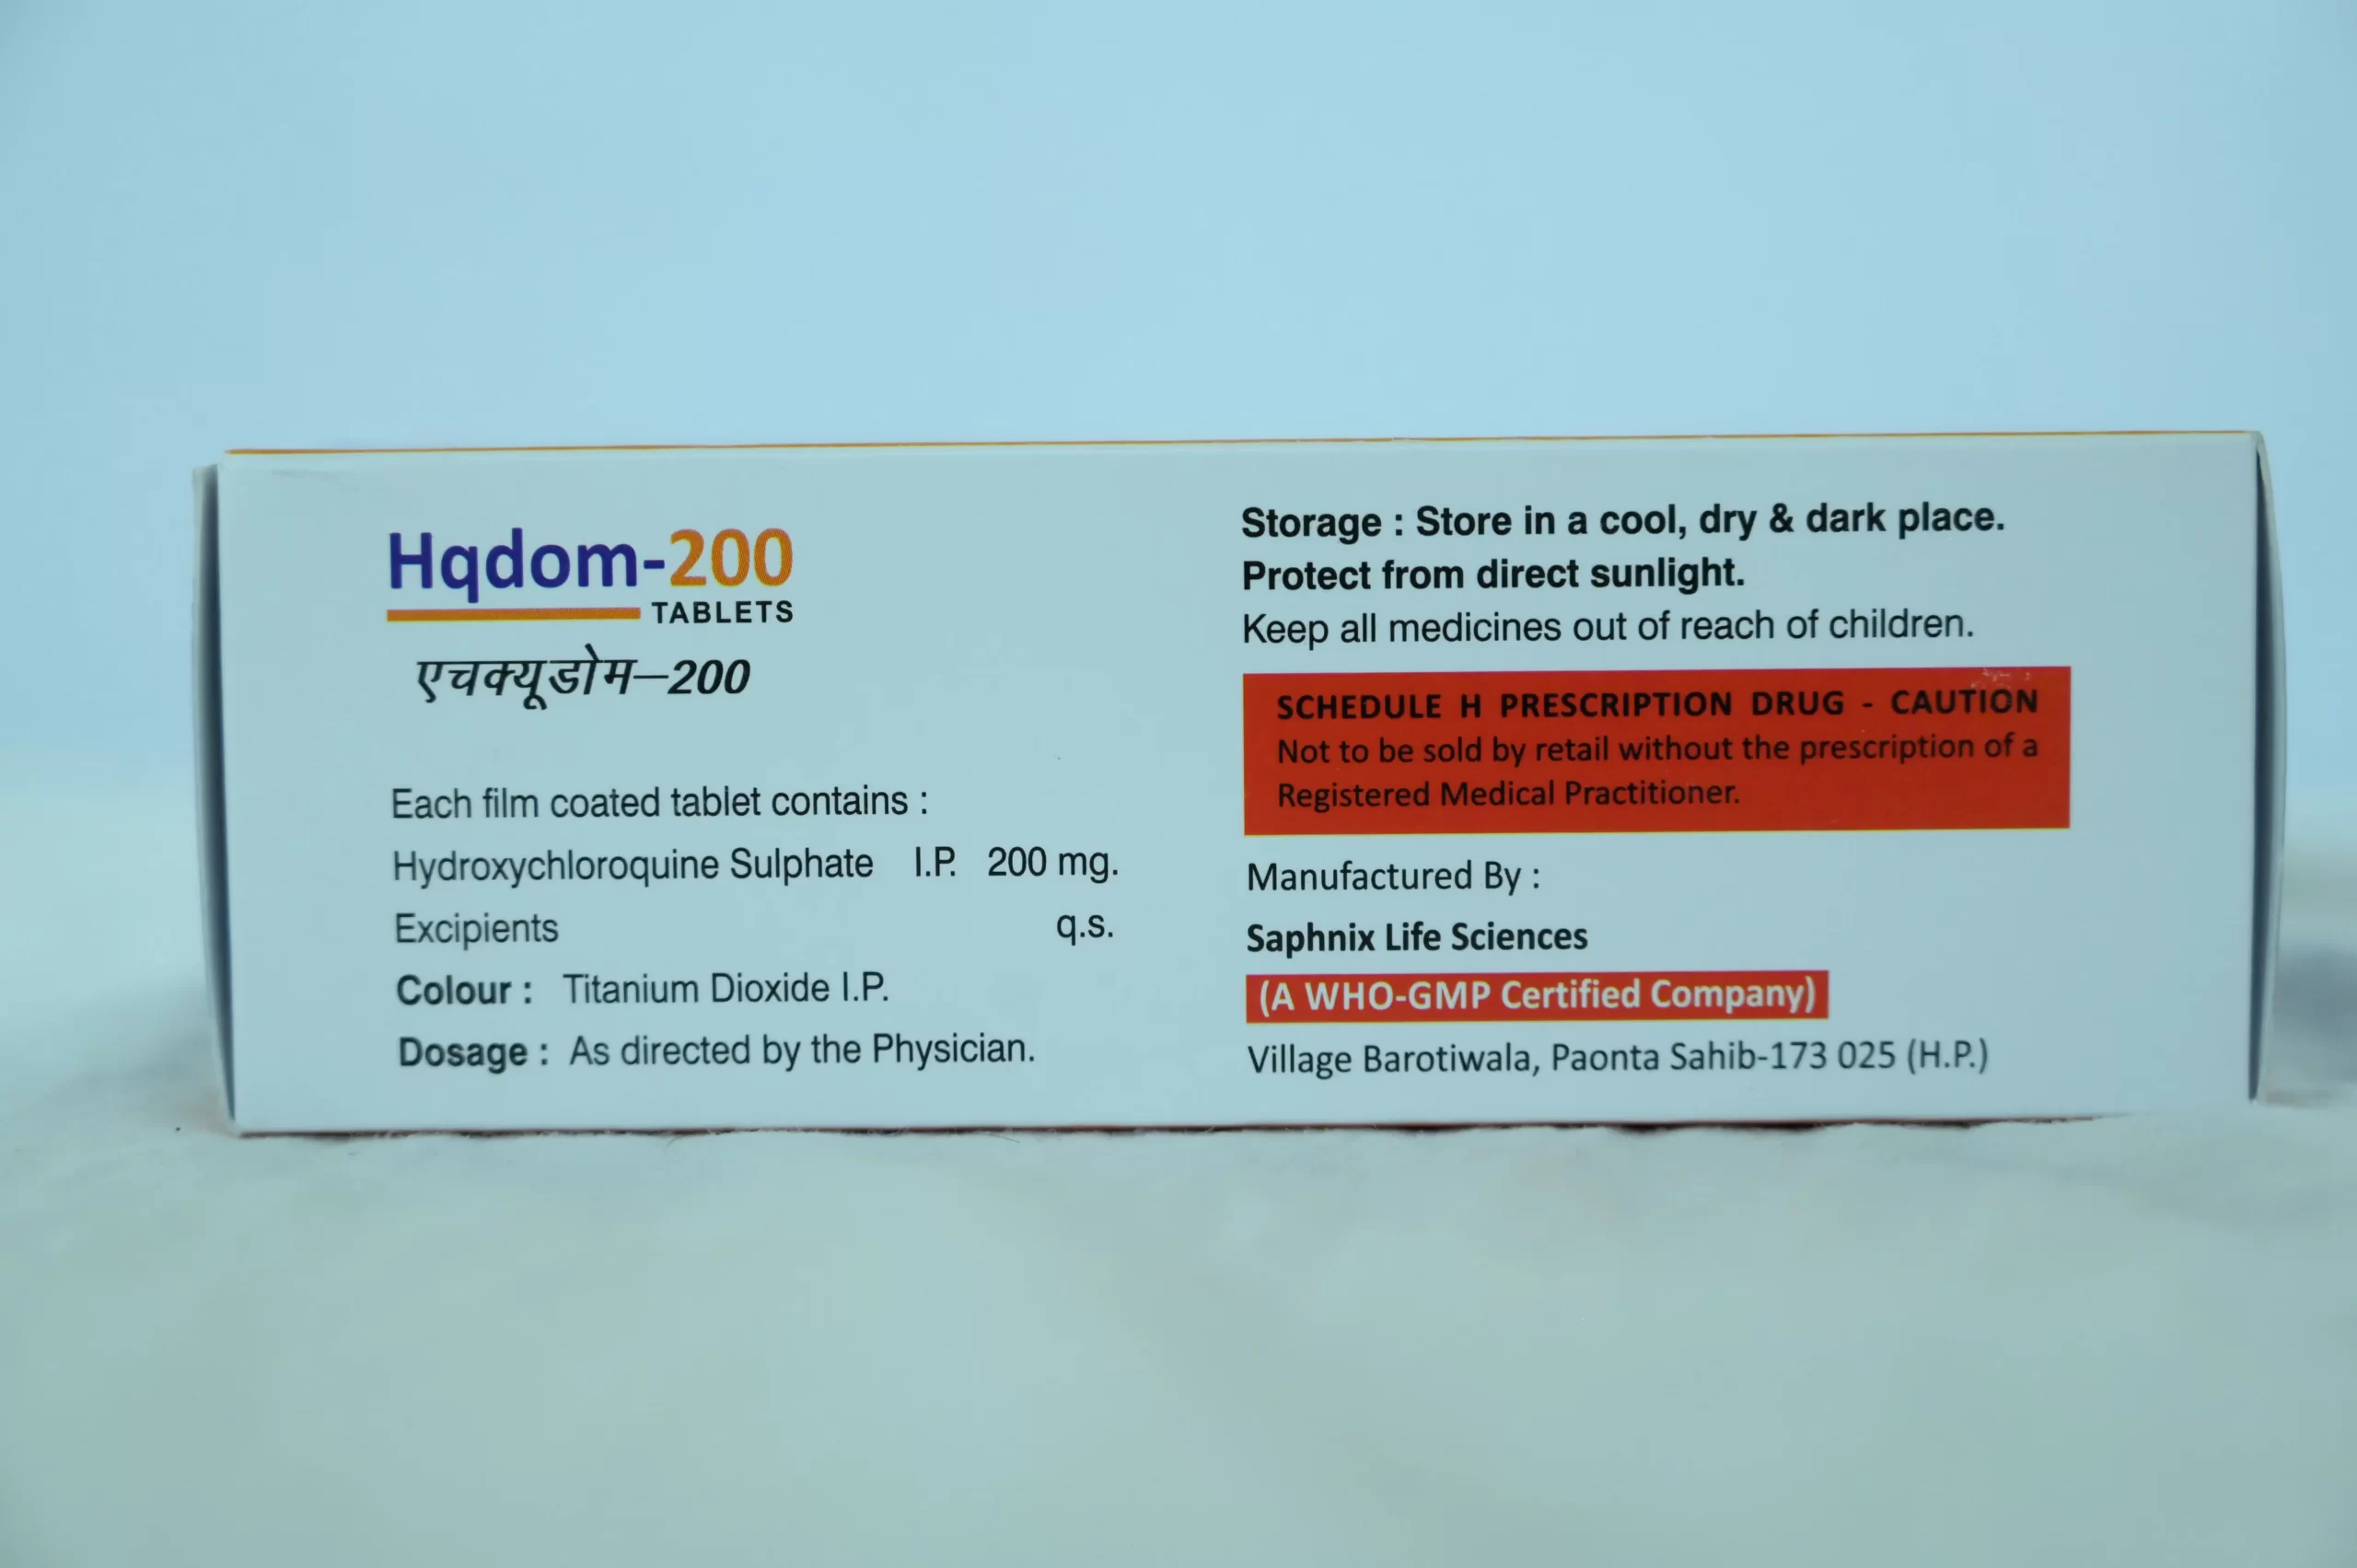 Hqdom-200
TABLETS
एचक्यूडोम–200
Each film coated tablet contains :
Hydroxychloroquine Sulphate I.P. 200 mg.
Excipients q.s.
Colour : Titanium Dioxide I.P.
Dosage : As directed by the Physician.
Storage : Store in a cool, dry & dark place.
Protect from direct sunlight.
Keep all medicines out of reach of children.
SCHEDULE H PRESCRIPTION DRUG - CAUTION
Not to be sold by retail without the prescription of a
Registered Medical Practitioner.
Manufactured By :
Saphnix Life Sciences
(A WHO-GMP Certified Company)
Village Barotiwala, Paonta Sahib-173 025 (H.P.)